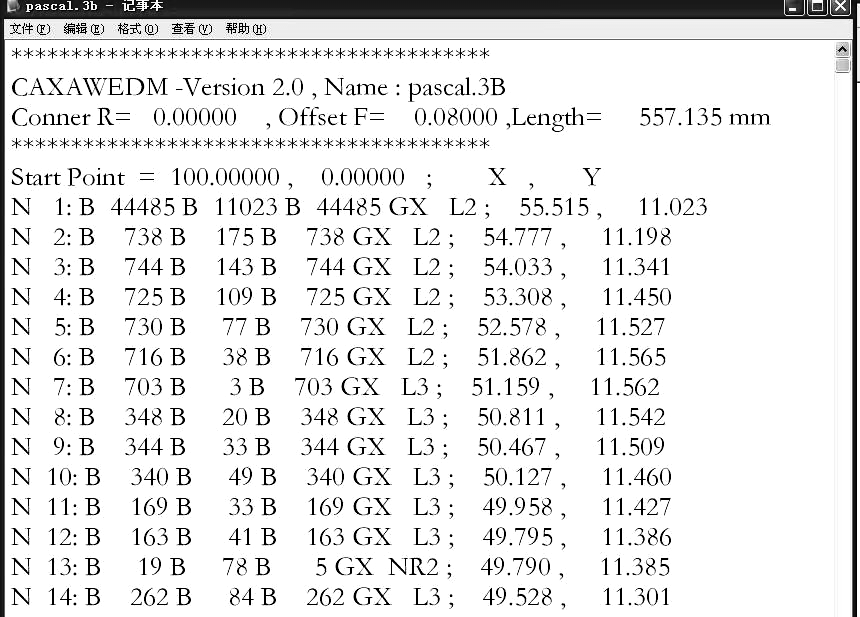 pascal.3b - 记事本
文件(F) 编辑(E) 格式(O) 查看(V) 帮助(H)
****************************************
CAXAWEDM -Version 2.0 , Name : pascal.3B
Conner R= 0.00000 , Offset F= 0.08000 ,Length= 557.135 mm
****************************************
Start Point = 100.00000 , 0.00000 ; X , Y
N 1: B 44485 B 11023 B 44485 GX L2 ; 55.515 , 11.023
N 2: B 738 B 175 B 738 GX L2 ; 54.777 , 11.198
N 3: B 744 B 143 B 744 GX L2 ; 54.033 , 11.341
N 4: B 725 B 109 B 725 GX L2 ; 53.308 , 11.450
N 5: B 730 B 77 B 730 GX L2 ; 52.578 , 11.527
N 6: B 716 B 38 B 716 GX L2 ; 51.862 , 11.565
N 7: B 703 B 3 B 703 GX L3 ; 51.159 , 11.562
N 8: B 348 B 20 B 348 GX L3 ; 50.811 , 11.542
N 9: B 344 B 33 B 344 GX L3 ; 50.467 , 11.509
N 10: B 340 B 49 B 340 GX L3 ; 50.127 , 11.460
N 11: B 169 B 33 B 169 GX L3 ; 49.958 , 11.427
N 12: B 163 B 41 B 163 GX L3 ; 49.795 , 11.386
N 13: B 19 B 78 B 5 GX NR2 ; 49.790 , 11.385
N 14: B 262 B 84 B 262 GX L3 ; 49.528 , 11.301